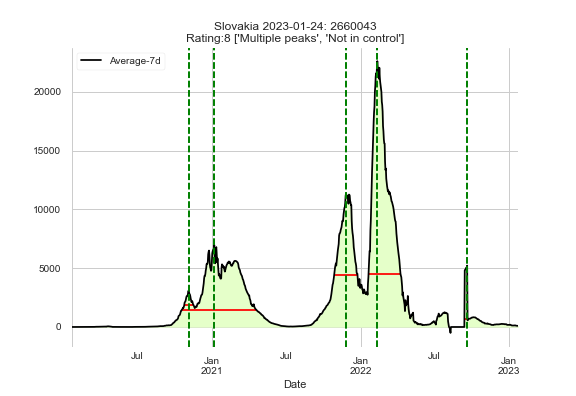 Slovakia 2023-01-24: 2660043
Rating:8 ['Multiple peaks', 'Not in control']
Average-7d
20000
15000
10000
5000
0
Jul
Jan
2021
Jul
Jan
2022
Jul
Jan
2023
Date